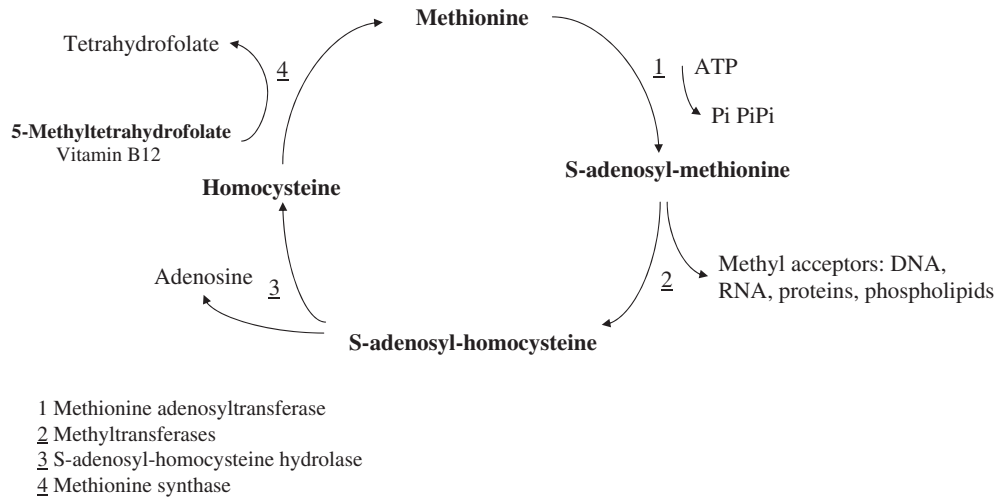 Methionine
Tetrahydrofolate
4
1
ATP
Pi PiPi
5-Methyltetrahydrofolate
Vitamin B12
S-adenosyl-methionine
Homocysteine
Adenosine
3
2
Methyl acceptors: DNA,
RNA, proteins, phospholipids
S-adenosyl-homocysteine
1 Methionine adenosyltransferase
2 Methyltransferases
3 S-adenosyl-homocysteine hydrolase
4 Methionine synthase